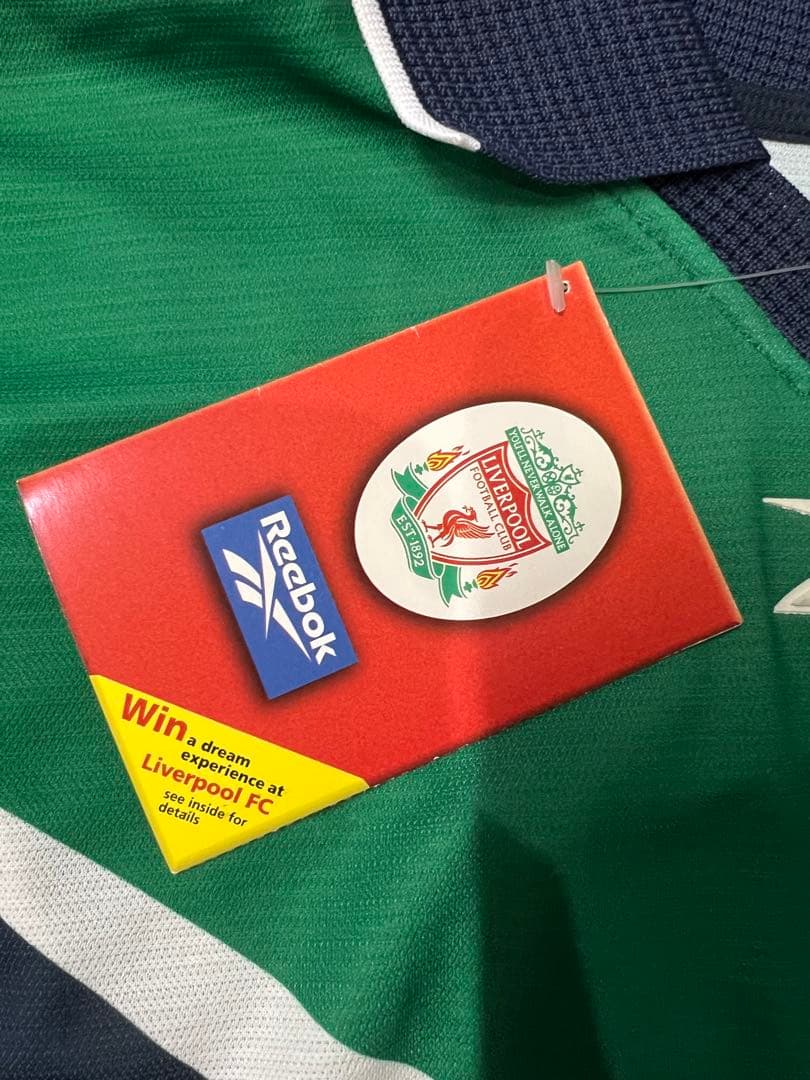 YOU'LL NEVER WALK ALONE
LIVERPOOL
FOOTBALL CLUB
EST·1892
Reebok
Win
a dream
experience at
Liverpool FC
see inside for
details